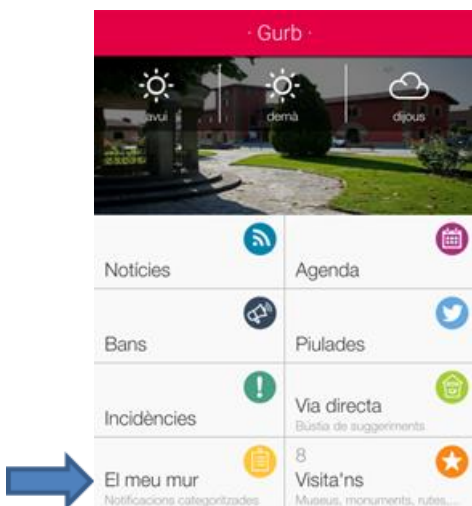 · Gurb ·
avui demà dijous
Notícies Agenda
Bans Piulades
Incidències Via directa
Bústia de suggeriments
8
El meu mur Visita'ns
Notificacions categoritzades Museus, monuments, rutes,...